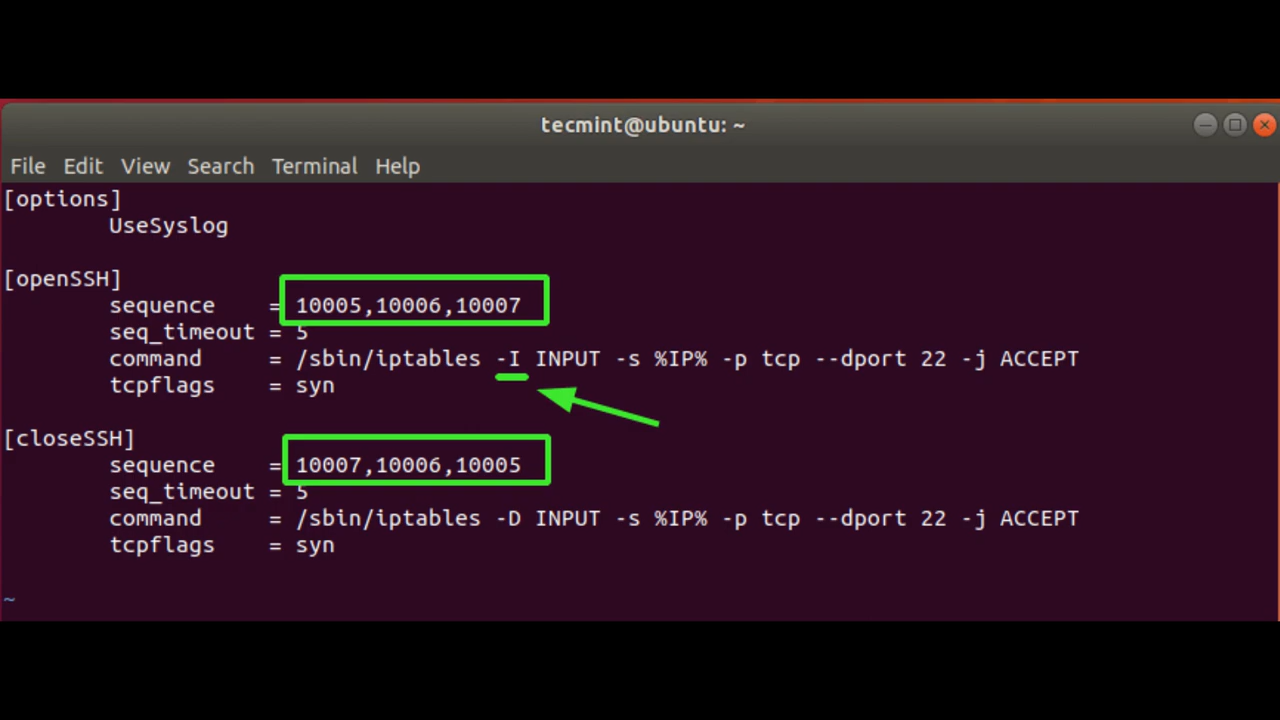 tecmint@ubuntu: ~
File Edit View Search Terminal Help
[options]
UseSyslog
[openSSH]
sequence = 10005,10006,10007
seq_timeout = 5
command = /sbin/iptables -I INPUT -s %IP% -p tcp --dport 22 -j ACCEPT
tcpflags = syn
[closeSSH]
sequence = 10007,10006,10005
seq_timeout = 5
command = /sbin/iptables -D INPUT -s %IP% -p tcp --dport 22 -j ACCEPT
tcpflags = syn
~